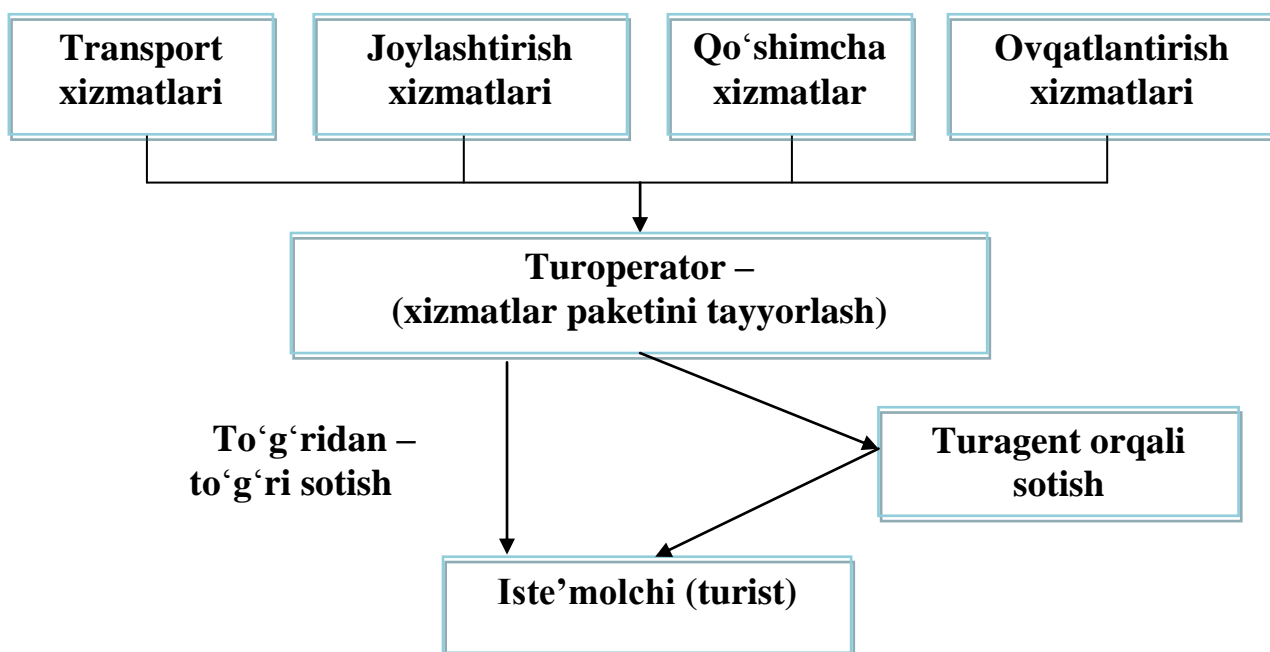 Transport
xizmatlari
Joylashtirish
xizmatlari
Qo‘shimcha
xizmatlar
Ovqatlantirish
xizmatlari
Turoperator –
(xizmatlar paketini tayyorlash)
To‘g‘ridan –
to‘g‘ri sotish
Turagent orqali
sotish
Iste’molchi (turist)